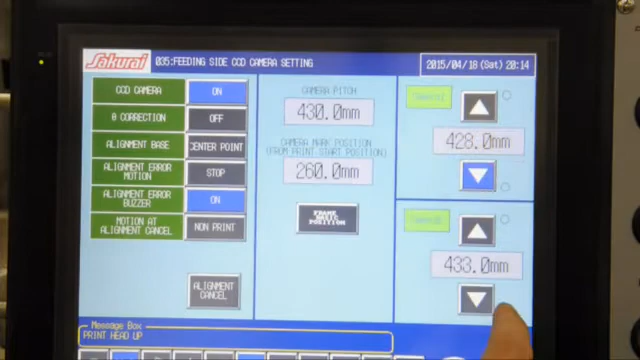 Sakurai
035:FEEDING SIDE CCD CAMERA SETTING
2015/04/18(Sat) 20:14
CCD CAMERA
ON
θ CORRECTION
OFF
ALIGNMENT BASE
CENTER POINT
ALIGNMENT ERROR
MOTION
STOP
ALIGNMENT ERROR
BUZZER
ON
MOTION AT
ALIGNMENT CANCEL
NON PRINT
ALIGNMENT
CANCEL
CAMERA PITCH
430.0mm
CAMERA MARK POSITION
(FROM PRINT START POSITION)
260.0mm
FRAME
BASIC
POSITION
428.0mm
433.0mm
Message Box
PRINT HEAD UP